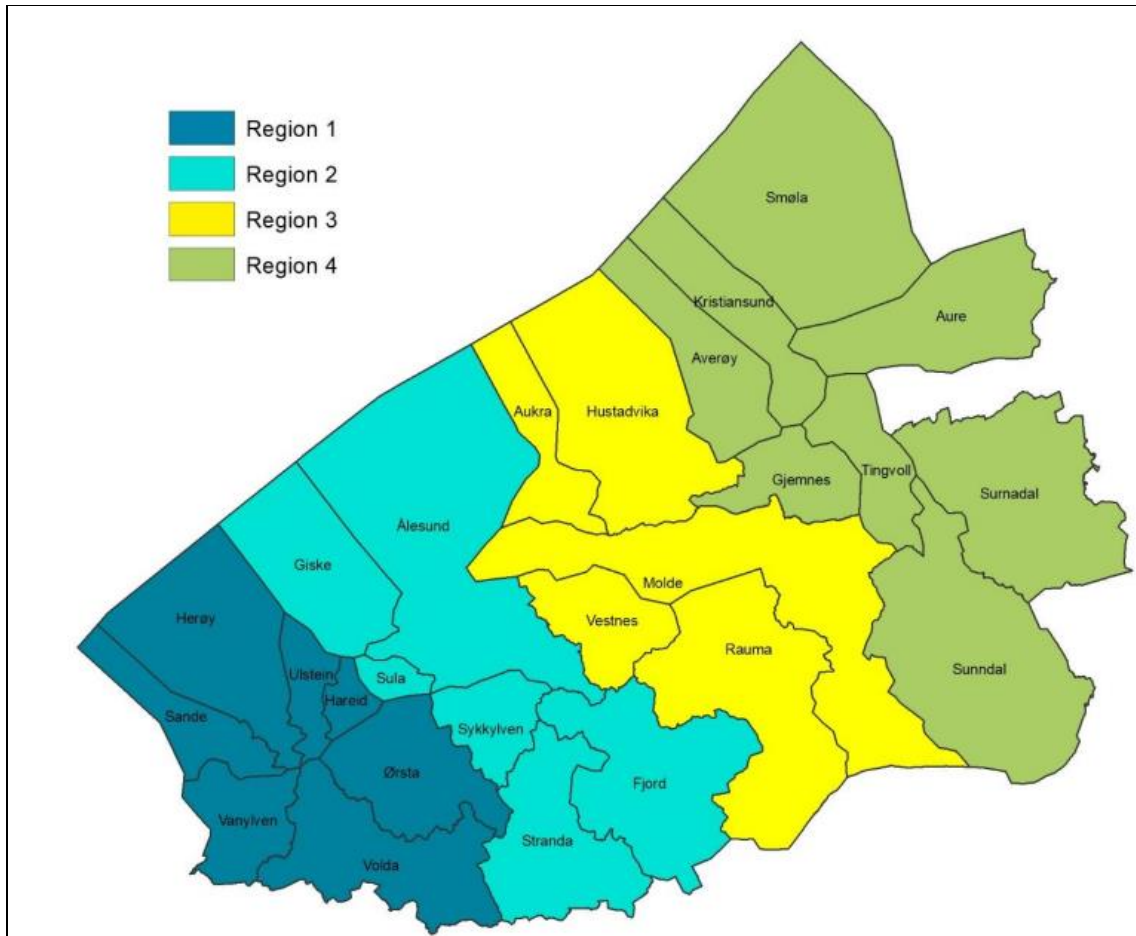 Region 1
Region 2
Region 3
Region 4
Smøla
Kristiansund
Aure
Averøy
Aukra
Hustadvika
Tingvoll
Gjemnes
Surnadal
Ålesund
Giske
Molde
Herøy
Vestnes
Rauma
Sunndal
Ulstein
Sula
Hareid
Sande
Sykkylven
Ørsta
Fjord
Vanylven
Stranda
Volda